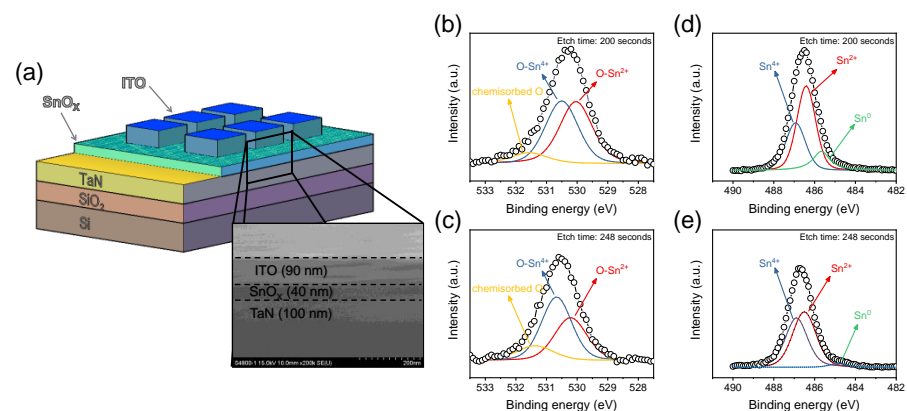 (a)
SnOX
ITO
TaN
SiO2
Si
ITO (90 nm)
SnOx (40 nm)
TaN (100 nm)
S4800-1 15.0kV 10.0mm x200k SE(U)
200nm
(b)
Etch time: 200 seconds
O-Sn4+
O-Sn2+
chemisorbed O
Intensity (a.u.)
533 532 531 530 529 528
Binding energy (eV)
(d)
Etch time: 200 seconds
Sn4+
Sn2+
Sn0
Intensity (a.u.)
490 488 486 484 482
Binding energy (eV)
(c)
Etch time: 248 seconds
O-Sn4+
O-Sn2+
chemisorbed O
Intensity (a.u.)
533 532 531 530 529 528
Binding energy (eV)
(e)
Etch time: 248 seconds
Sn4+
Sn2+
Sn0
Intensity (a.u.)
490 488 486 484 482
Binding energy (eV)